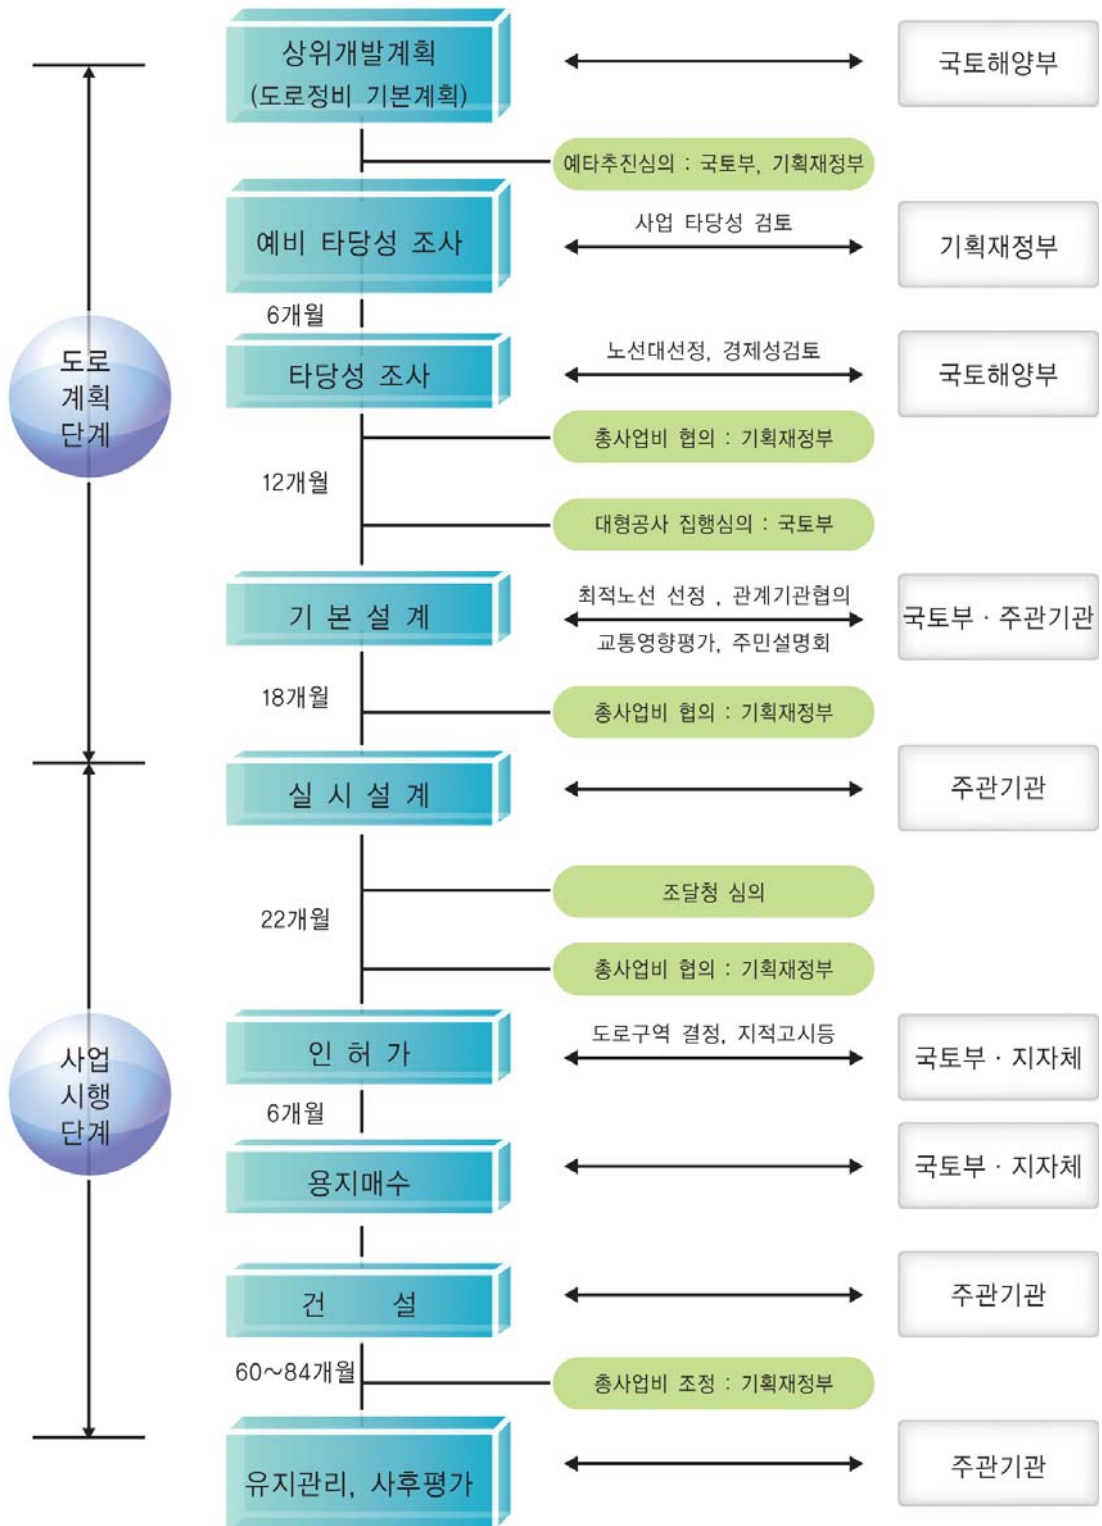 상위개발계획
(도로정비 기본계획)
국토해양부
예타추진심의 : 국토부, 기획재정부
예비 타당성 조사
사업 타당성 검토
기획재정부
6개월
도로
계획
단계
타당성 조사
노선대선정, 경제성검토
국토해양부
총사업비 협의 : 기획재정부
12개월
대형공사 집행심의 : 국토부
기 본 설 계
최적노선 선정 , 관계기관협의
교통영향평가, 주민설명회
국토부 · 주관기관
18개월
총사업비 협의 : 기획재정부
실 시 설 계
주관기관
조달청 심의
22개월
총사업비 협의 : 기획재정부
사업
시행
단계
인 허 가
도로구역 결정, 지적고시등
국토부 · 지자체
6개월
용지매수
국토부 · 지자체
건 설
주관기관
60~84개월
총사업비 조정 : 기획재정부
유지관리, 사후평가
주관기관